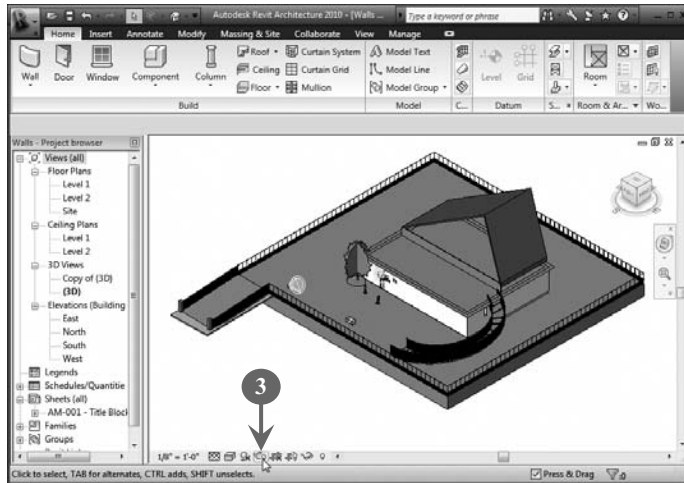 Autodesk Revit Architecture 2010 - [Walls ...
Type a keyword or phrase
Home Insert Annotate Modify Massing & Site Collaborate View Manage
Wall Door Window Component Column
Roof Curtain System
Ceiling Curtain Grid
Floor Mullion
Model Text
Model Line
Model Group
Level Grid
Room
Build Model C... Datum S... Room & Ar... Wo...
Walls - Project browser
Views (all)
Floor Plans
Level 1
Level 2
Site
Ceiling Plans
Level 1
Level 2
3D Views
Copy of {3D}
{3D}
Elevations (Building
East
North
South
West
Legends
Schedules/Quantitie
Sheets (all)
AM-001 - Title Block
Families
Groups
3
1/8" = 1'-0"
Click to select, TAB for alternates, CTRL adds, SHIFT unselects.
Press & Drag
:0